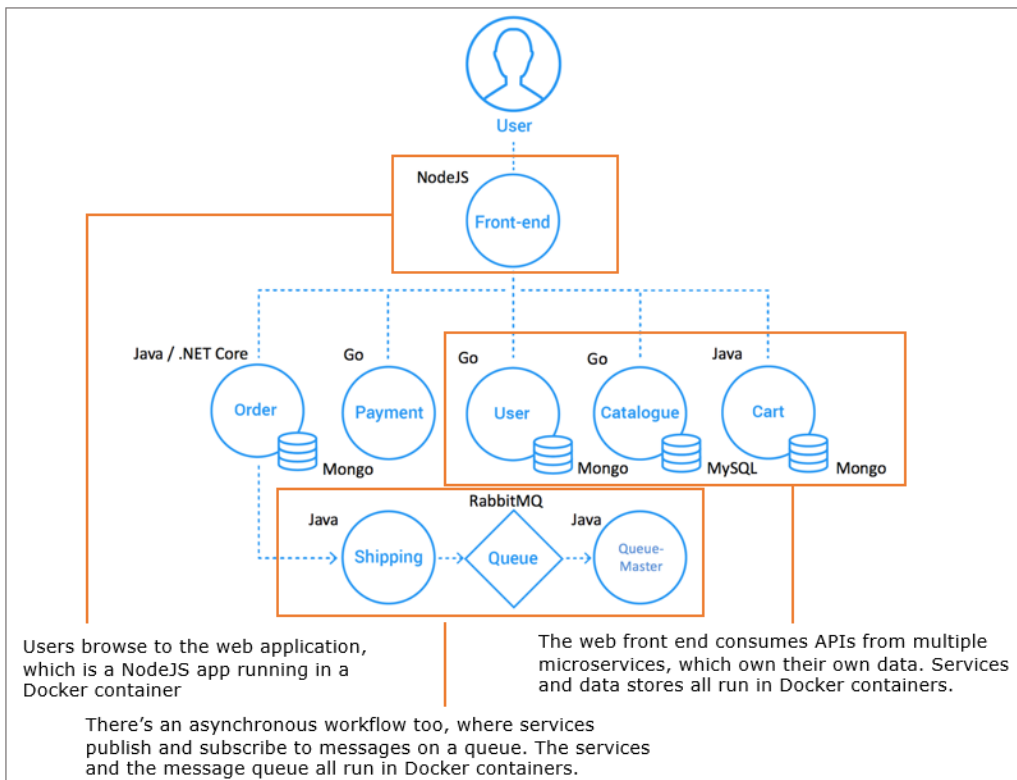 User
NodeJS
Front-end
Java / .NET Core
Go
Go
Go
Java
Order
Payment
User
Catalogue
Cart
Mongo
Mongo
MySQL
Mongo
RabbitMQ
Java
Java
Shipping
Queue
Queue-
Master
Users browse to the web application,
which is a NodeJS app running in a
Docker container
The web front end consumes APIs from multiple
microservices, which own their own data. Services
and data stores all run in Docker containers.
There’s an asynchronous workflow too, where services
publish and subscribe to messages on a queue. The services
and the message queue all run in Docker containers.